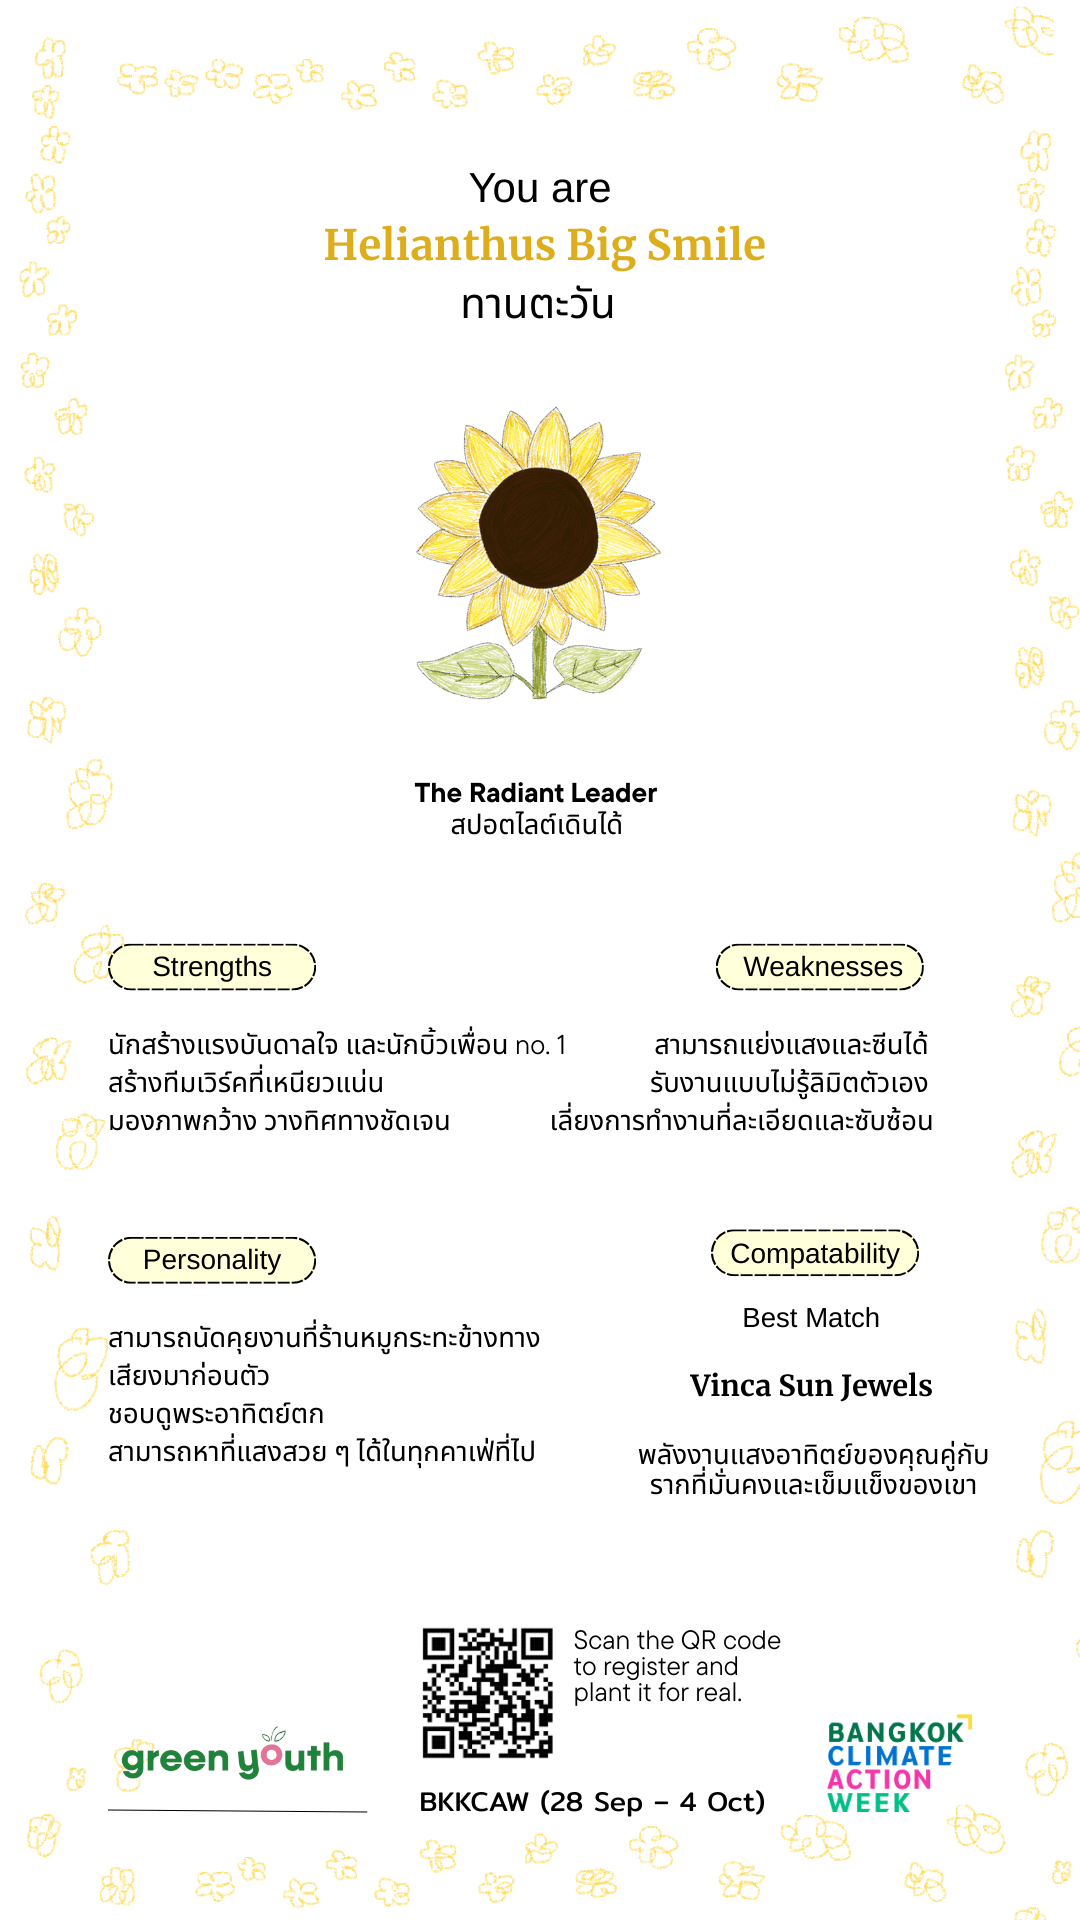 You are
Helianthus Big Smile
ทานตะวัน
The Radiant Leader
สปอตไลต์เดินได้
Strengths
นักสร้างแรงบันดาลใจ และนักบิ้วเพื่อน no. 1
สร้างทีมเวิร์คที่เหนียวแน่น
มองภาพกว้าง วางทิศทางชัดเจน
Weaknesses
สามารถแย่งแสงและซีนได้
รับงานแบบไม่รู้ลิมิตตัวเอง
เลี่ยงการทำงานที่ละเอียดและซับซ้อน
Personality
สามารถนัดคุยงานที่ร้านหมูกระทะข้างทาง
เสียงมาก่อนตัว
ชอบดูพระอาทิตย์ตก
สามารถหาที่แสงสวย ๆ ได้ในทุกคาเฟ่ที่ไป
Compatability
Best Match
Vinca Sun Jewels
พลังงานแสงอาทิตย์ของคุณคู่กับ
รากที่มั่นคงและเข็มแข็งของเขา
Scan the QR code
to register and
plant it for real.
green youth
BKKCAW (28 Sep – 4 Oct)
BANGKOK
CLIMATE
ACTION
WEEK